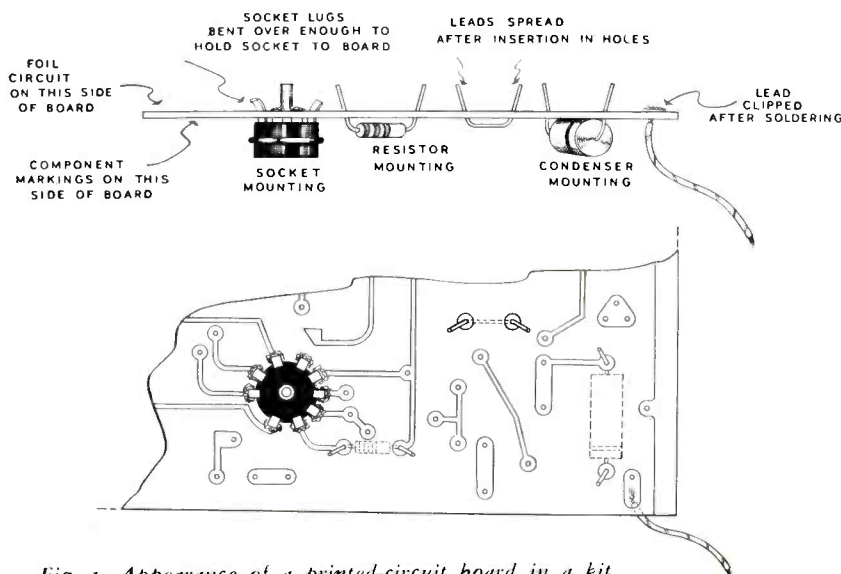 SOCKET LUGS
BENT OVER ENOUGH TO
HOLD SOCKET TO BOARD
LEADS SPREAD
AFTER INSERTION IN HOLES
FOIL
CIRCUIT
ON THIS SIDE
OF BOARD
LEAD
CLIPPED
AFTER SOLDERING
COMPONENT
MARKINGS ON THIS
SIDE OF BOARD
SOCKET
MOUNTING
RESISTOR
MOUNTING
CONDENSER
MOUNTING
Fig. 1. Appearance of a printed-circuit board in a kit